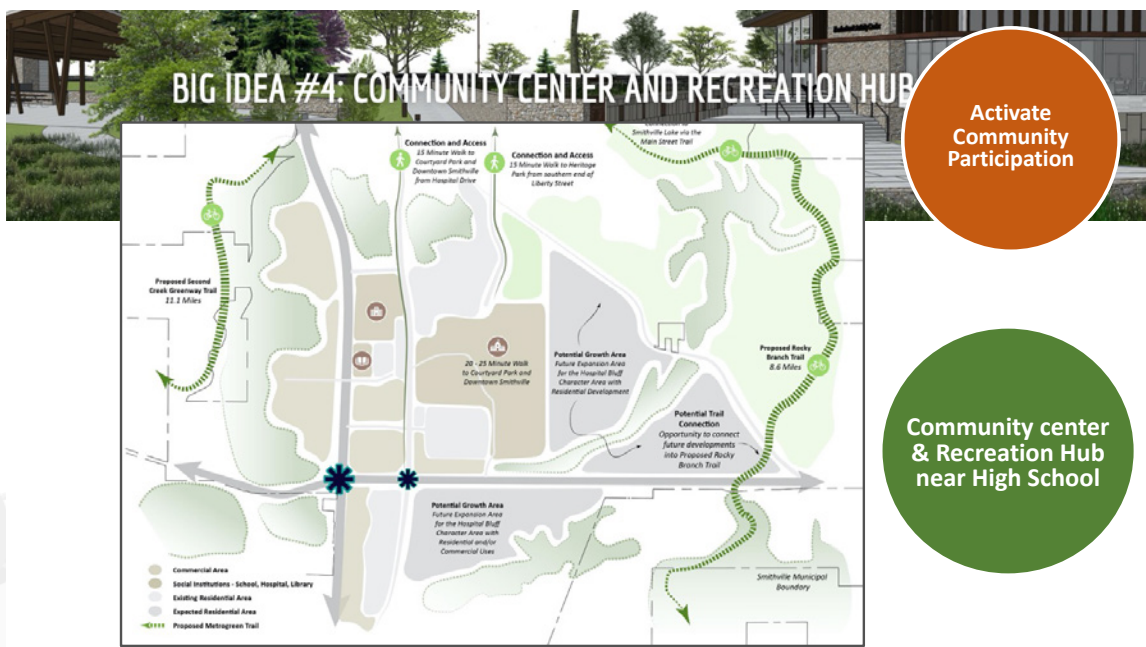 BIG IDEA #4: COMMUNITY CENTER AND RECREATION HUB
Activate
Community
Participation
Connection and Access
15 Minute Walk to
Courtyard Park and
Downtown Smithville
from Hospital Drive
Connection and Access
15 Minute Walk to Heritage
Park from southern end of
Liberty Street
Smithville Lake via the
Main Street Trail
Proposed Second
Creek Greenway Trail
11.1 Miles
20 - 25 Minute Walk
to Courtyard Park and
Downtown Smithville
Potential Growth Area
Future Expansion Area
for the Hospital Bluff
Character Area with
Residential Development
Proposed Rocky
Branch Trail
8.6 Miles
Potential Trail
Connection
Opportunity to connect
future developments
into Proposed Rocky
Branch Trail
Community center
& Recreation Hub
near High School
Potential Growth Area
Future Expansion Area
for the Hospital Bluff
Character Area with
Residential and/or
Commercial Uses
Commercial Area
Social Institutions - School, Hospital, Library
Existing Residential Area
Expected Residential Area
Proposed Metrogreen Trail
Smithville Municipal
Boundary